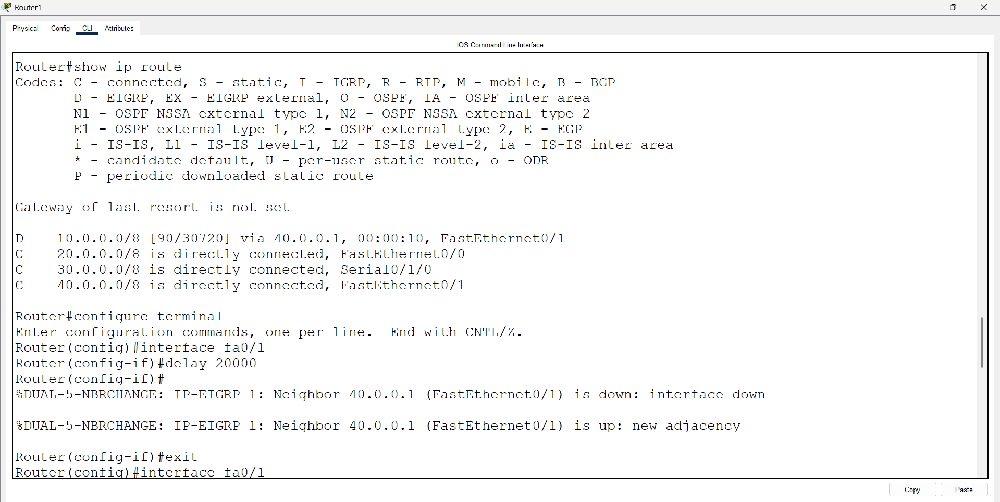 Router1
Physical Config CLI Attributes
IOS Command Line Interface
Router#show ip route
Codes: C - connected, S - static, I - IGRP, R - RIP, M - mobile, B - BGP
       D - EIGRP, EX - EIGRP external, O - OSPF, IA - OSPF inter area
       N1 - OSPF NSSA external type 1, N2 - OSPF NSSA external type 2
       E1 - OSPF external type 1, E2 - OSPF external type 2, E - EGP
       i - IS-IS, L1 - IS-IS level-1, L2 - IS-IS level-2, ia - IS-IS inter area
       * - candidate default, U - per-user static route, o - ODR
       P - periodic downloaded static route
Gateway of last resort is not set
D    10.0.0.0/8 [90/30720] via 40.0.0.1, 00:00:10, FastEthernet0/1
C    20.0.0.0/8 is directly connected, FastEthernet0/0
C    30.0.0.0/8 is directly connected, Serial0/1/0
C    40.0.0.0/8 is directly connected, FastEthernet0/1
Router#configure terminal
Enter configuration commands, one per line.  End with CNTL/Z.
Router(config)#interface fa0/1
Router(config-if)#delay 20000
Router(config-if)#
%DUAL-5-NBRCHANGE: IP-EIGRP 1: Neighbor 40.0.0.1 (FastEthernet0/1) is down: interface down
%DUAL-5-NBRCHANGE: IP-EIGRP 1: Neighbor 40.0.0.1 (FastEthernet0/1) is up: new adjacency
Router(config-if)#exit
Router(config)#interface fa0/1
Copy Paste